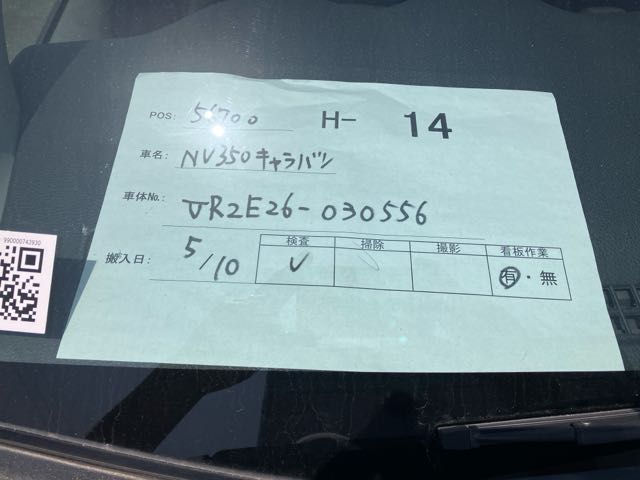 POS: 56700 H- 14
車名: NV350キャラバン
車体No.: VR2E26-030556
搬入日: 5/10
検査 掃除 撮影 看板作業
✓ 有・無
990000743930